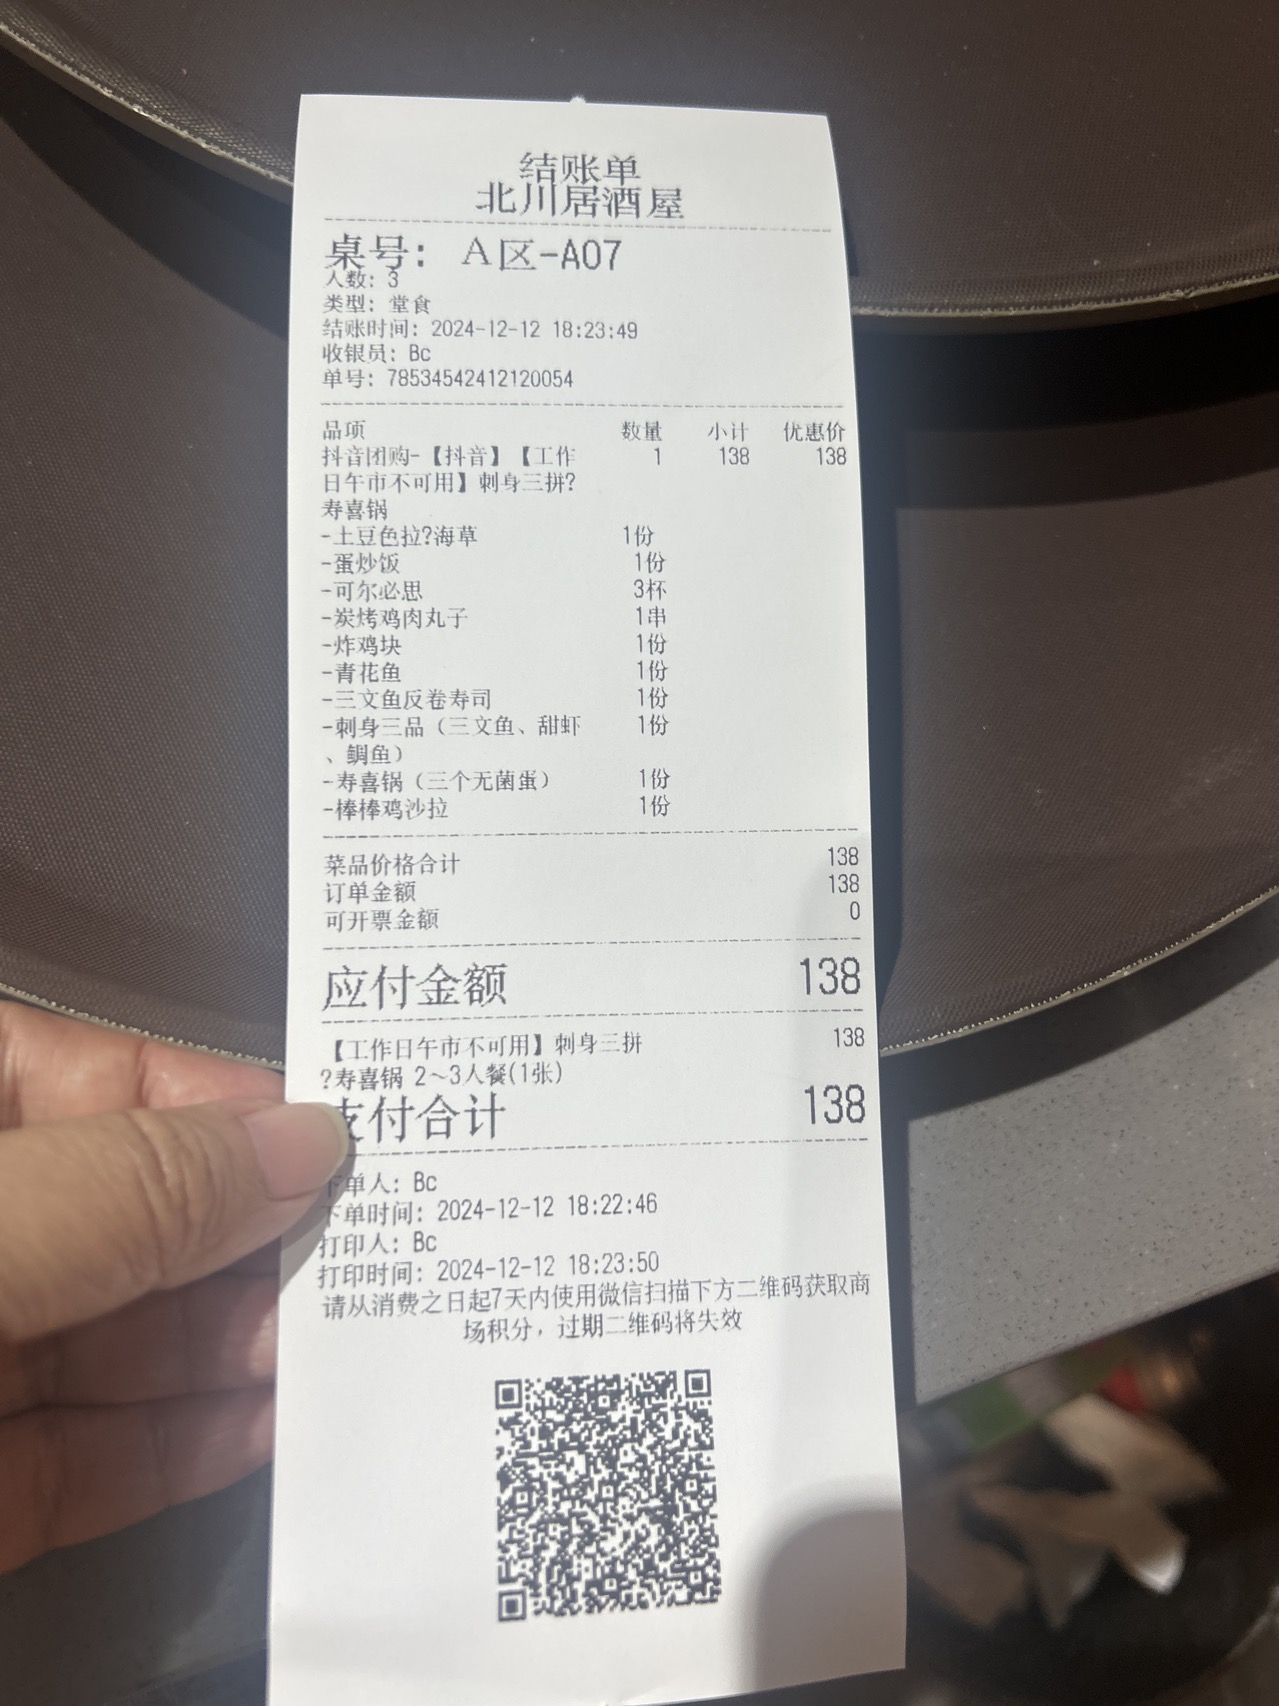 结账单
北川居酒屋
桌号: A区-A07
人数: 3
类型: 堂食
结账时间: 2024-12-12 18:23:49
收银员: Bc
单号: 78534542412120054
品项 数量 小计 优惠价
抖音团购-【抖音】【工作 1 138 138
日午市不可用】刺身三拼?
寿喜锅
-土豆色拉?海草 1份
-蛋炒饭 1份
-可尔必思 3杯
-炭烤鸡肉丸子 1串
-炸鸡块 1份
-青花鱼 1份
-三文鱼反卷寿司 1份
-刺身三品（三文鱼、甜虾 1份
、鲷鱼）
-寿喜锅（三个无菌蛋） 1份
-棒棒鸡沙拉 1份
菜品价格合计 138
订单金额 138
可开票金额 0
应付金额 138
【工作日午市不可用】刺身三拼 138
?寿喜锅 2～3人餐(1张)
支付合计 138
下单人: Bc
下单时间: 2024-12-12 18:22:46
打印人: Bc
打印时间: 2024-12-12 18:23:50
请从消费之日起7天内使用微信扫描下方二维码获取商
场积分，过期二维码将失效